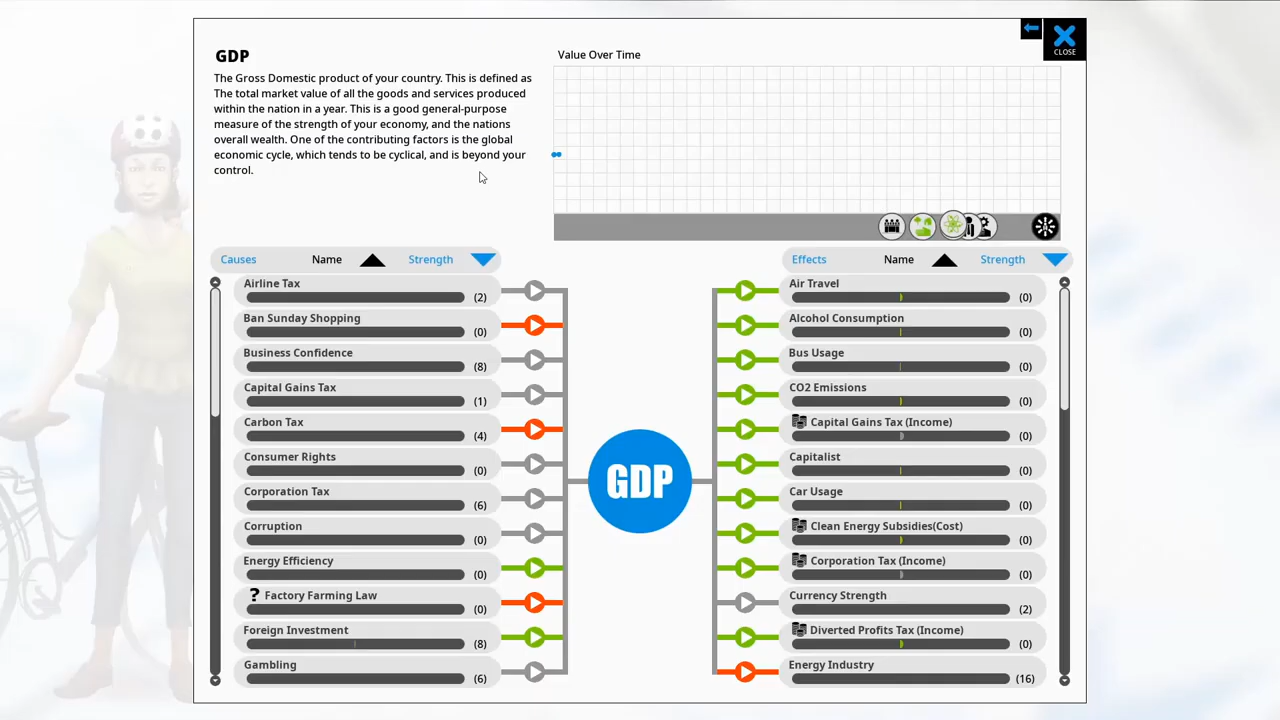 GDP
The Gross Domestic product of your country. This is defined as
The total market value of all the goods and services produced
within the nation in a year. This is a good general-purpose
measure of the strength of your economy, and the nations
overall wealth. One of the contributing factors is the global
economic cycle, which tends to be cyclical, and is beyond your
control.
Value Over Time
CLOSE
Causes Name Strength
Airline Tax
(2)
Ban Sunday Shopping
(0)
Business Confidence
(8)
Capital Gains Tax
(1)
Carbon Tax
(4)
Consumer Rights
(0)
Corporation Tax
(6)
Corruption
(0)
Energy Efficiency
(0)
? Factory Farming Law
(0)
Foreign Investment
(8)
Gambling
(6)
GDP
Effects Name Strength
Air Travel
(0)
Alcohol Consumption
(0)
Bus Usage
(0)
CO2 Emissions
(0)
Capital Gains Tax (Income)
(0)
Capitalist
(0)
Car Usage
(0)
Clean Energy Subsidies(Cost)
(0)
Corporation Tax (Income)
(0)
Currency Strength
(2)
Diverted Profits Tax (Income)
(0)
Energy Industry
(16)